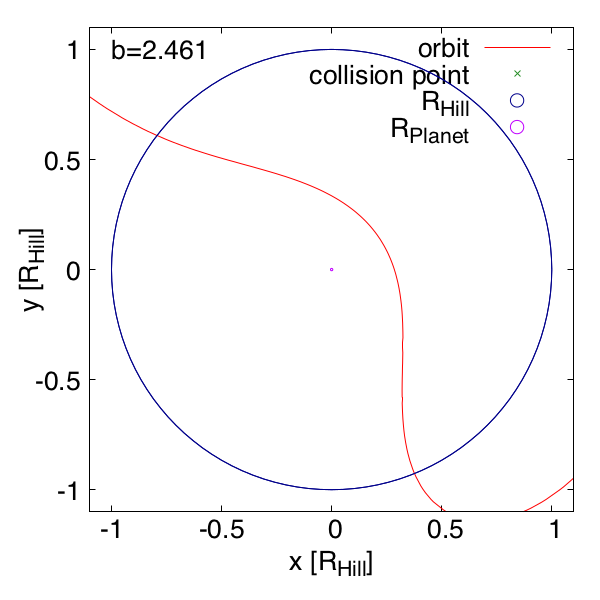 b=2.461
orbit
collision point
R_Hill
R_Planet
1
0.5
0
-0.5
-1
-1
-0.5
0
0.5
1
y [R_Hill]
x [R_Hill]